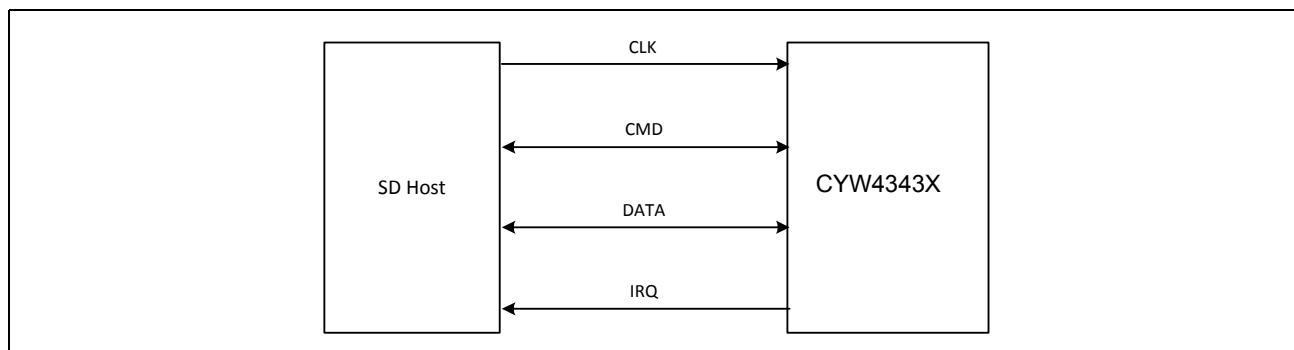 CLK
CMD
SD Host
CYW4343X
DATA
IRQ